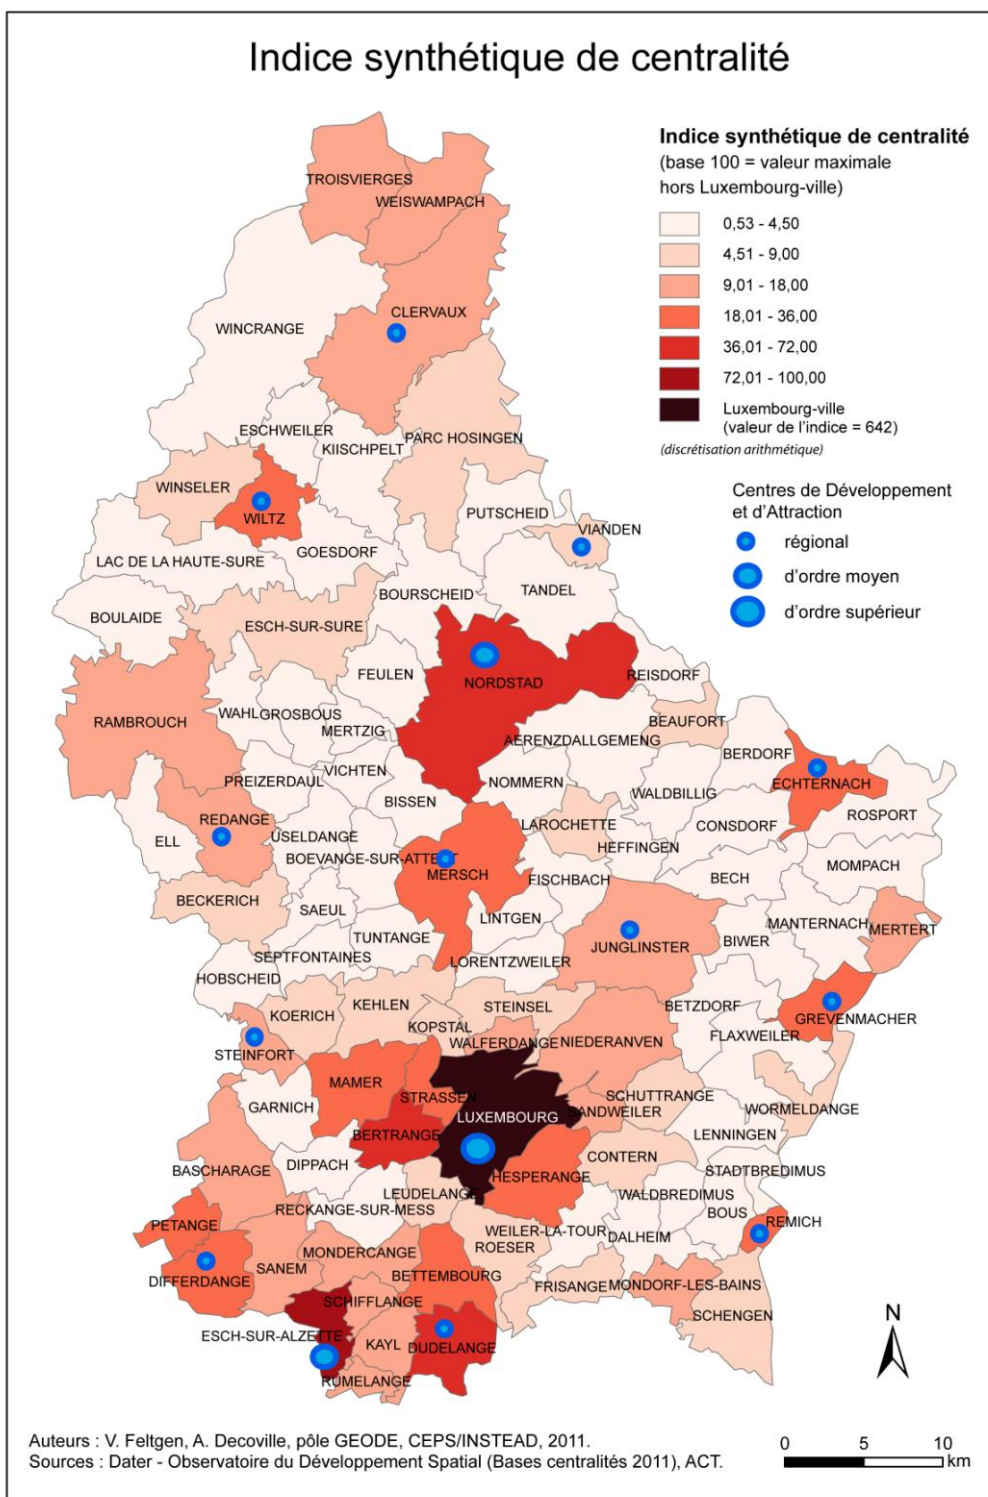 Indice synthétique de centralité
Indice synthétique de centralité
(base 100 = valeur maximale
hors Luxembourg-ville)
0,53 - 4,50
4,51 - 9,00
9,01 - 18,00
18,01 - 36,00
36,01 - 72,00
72,01 - 100,00
Luxembourg-ville
(valeur de l'indice = 642)
(discrétisation arithmétique)
Centres de Développement
et d'Attraction
régional
d'ordre moyen
d'ordre supérieur
TROISVIERGES
WEISWAMPACH
CLERVAUX
WINCRANGE
ESCHWEILER
KIISCHPELT
PARC HOSINGEN
WINSELER
WILTZ
PUTSCHEID
VIANDEN
GOESDORF
LAC DE LA HAUTE-SURE
TANDEL
BOURSCHEID
BOULAIDE
ESCH-SUR-SURE
FEULEN
NORDSTAD
REISDORF
RAMBROUCH
WAHL
GROSBOUS
MERTZIG
BEAUFORT
AERENZDALLGEMENG
BERDORF
VICHTEN
PREIZERDAUL
NOMMERN
WALDBILLIG
ECHTERNACH
BISSEN
REDANGE
USELDANGE
LAROCHETTE
CONSDORF
ROSPORT
ELL
BOEVANGE-SUR-ATTERT
HEFFINGEN
MERSCH
FISCHBACH
BECH
MOMPACH
BECKERICH
SAEUL
LINTGEN
MANTERNACH
MERTERT
TUNTANGE
JUNGLINSTER
BIWER
SEPTFONTAINES
LORENTZWEILER
HOBSCHEID
KEHLEN
STEINSEL
BETZDORF
KOERICH
GREVENMACHER
KOPSTAL
FLAXWEILER
WALFERDANGE
NIEDERANVEN
STEINFORT
MAMER
STRASSEN
SCHUTTRANGE
GARNICH
LUXEMBOURG
SANDWEILER
WORMELDANGE
BERTRANGE
LENNINGEN
CONTERN
BASCHARAGE
DIPPACH
HESPERANGE
STADTBREDIMUS
LEUDELANGE
WALDBREDIMUS
RECKANGE-SUR-MESS
BOUS
PETANGE
REMICH
WEILER-LA-TOUR
DALHEIM
ROESER
MONDERCANGE
SANEM
BETTEMBOURG
DIFFERDANGE
FRISANGE
MONDORF-LES-BAINS
SCHIFFLANGE
SCHENGEN
ESCH-SUR-ALZETTE
KAYL
DUDELANGE
RUMELANGE
N
Auteurs : V. Feltgen, A. Decoville, pôle GEODE, CEPS/INSTEAD, 2011.
Sources : Dater - Observatoire du Développement Spatial (Bases centralités 2011), ACT.
0 5 10
km